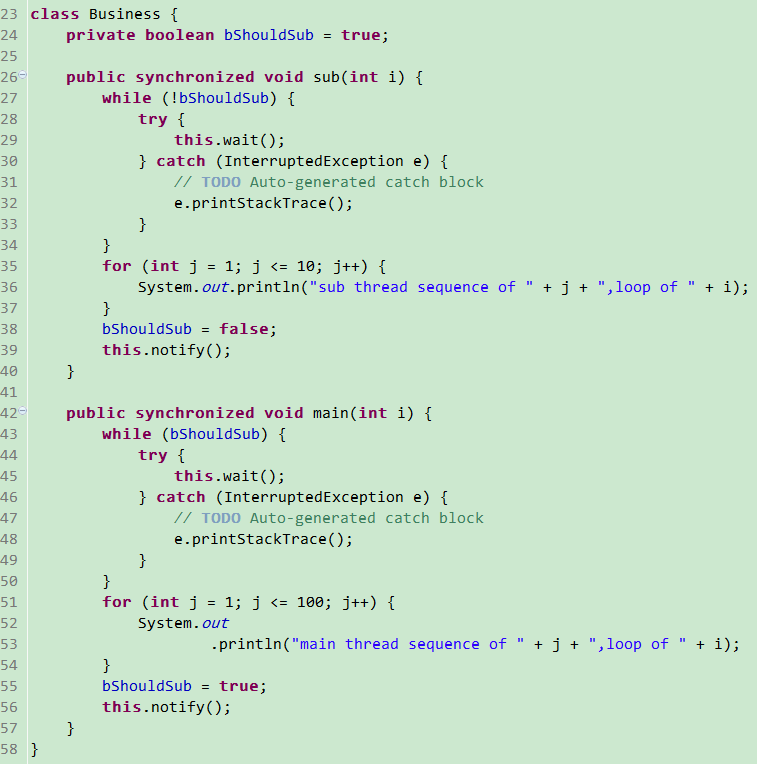 23 class Business {
24     private boolean bShouldSub = true;
25
26     public synchronized void sub(int i) {
27         while (!bShouldSub) {
28             try {
29                 this.wait();
30             } catch (InterruptedException e) {
31                 // TODO Auto-generated catch block
32                 e.printStackTrace();
33             }
34         }
35         for (int j = 1; j <= 10; j++) {
36             System.out.println("sub thread sequence of " + j + ",loop of " + i);
37         }
38         bShouldSub = false;
39         this.notify();
40     }
41
42     public synchronized void main(int i) {
43         while (bShouldSub) {
44             try {
45                 this.wait();
46             } catch (InterruptedException e) {
47                 // TODO Auto-generated catch block
48                 e.printStackTrace();
49             }
50         }
51         for (int j = 1; j <= 100; j++) {
52             System.out
53                     .println("main thread sequence of " + j + ",loop of " + i);
54         }
55         bShouldSub = true;
56         this.notify();
57     }
58 }